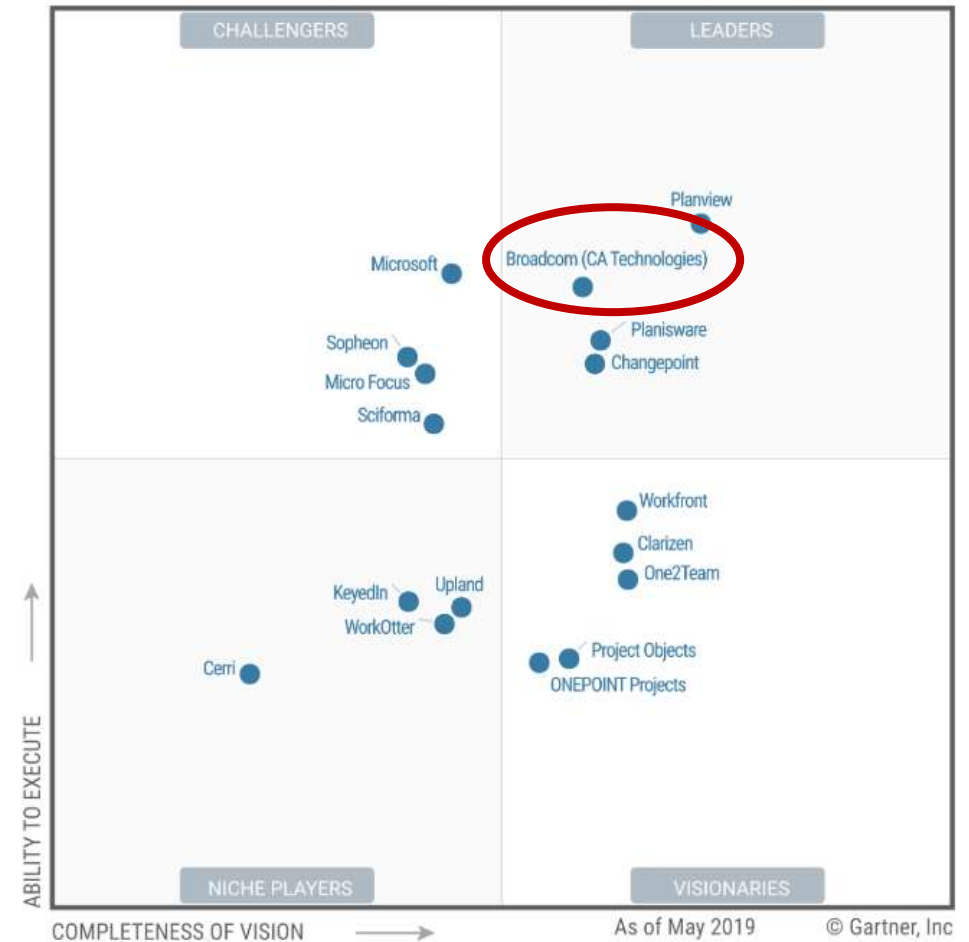 CHALLENGERS
LEADERS
Planview
Broadcom (CA Technologies)
Microsoft
Planisware
Sopheon
Changepoint
Micro Focus
Sciforma
Workfront
Clarizen
One2Team
KeyedIn
Upland
WorkOtter
Project Objects
Cerri
ONEPOINT Projects
ABILITY TO EXECUTE
NICHE PLAYERS
VISIONARIES
COMPLETENESS OF VISION
As of May 2019
© Gartner, Inc